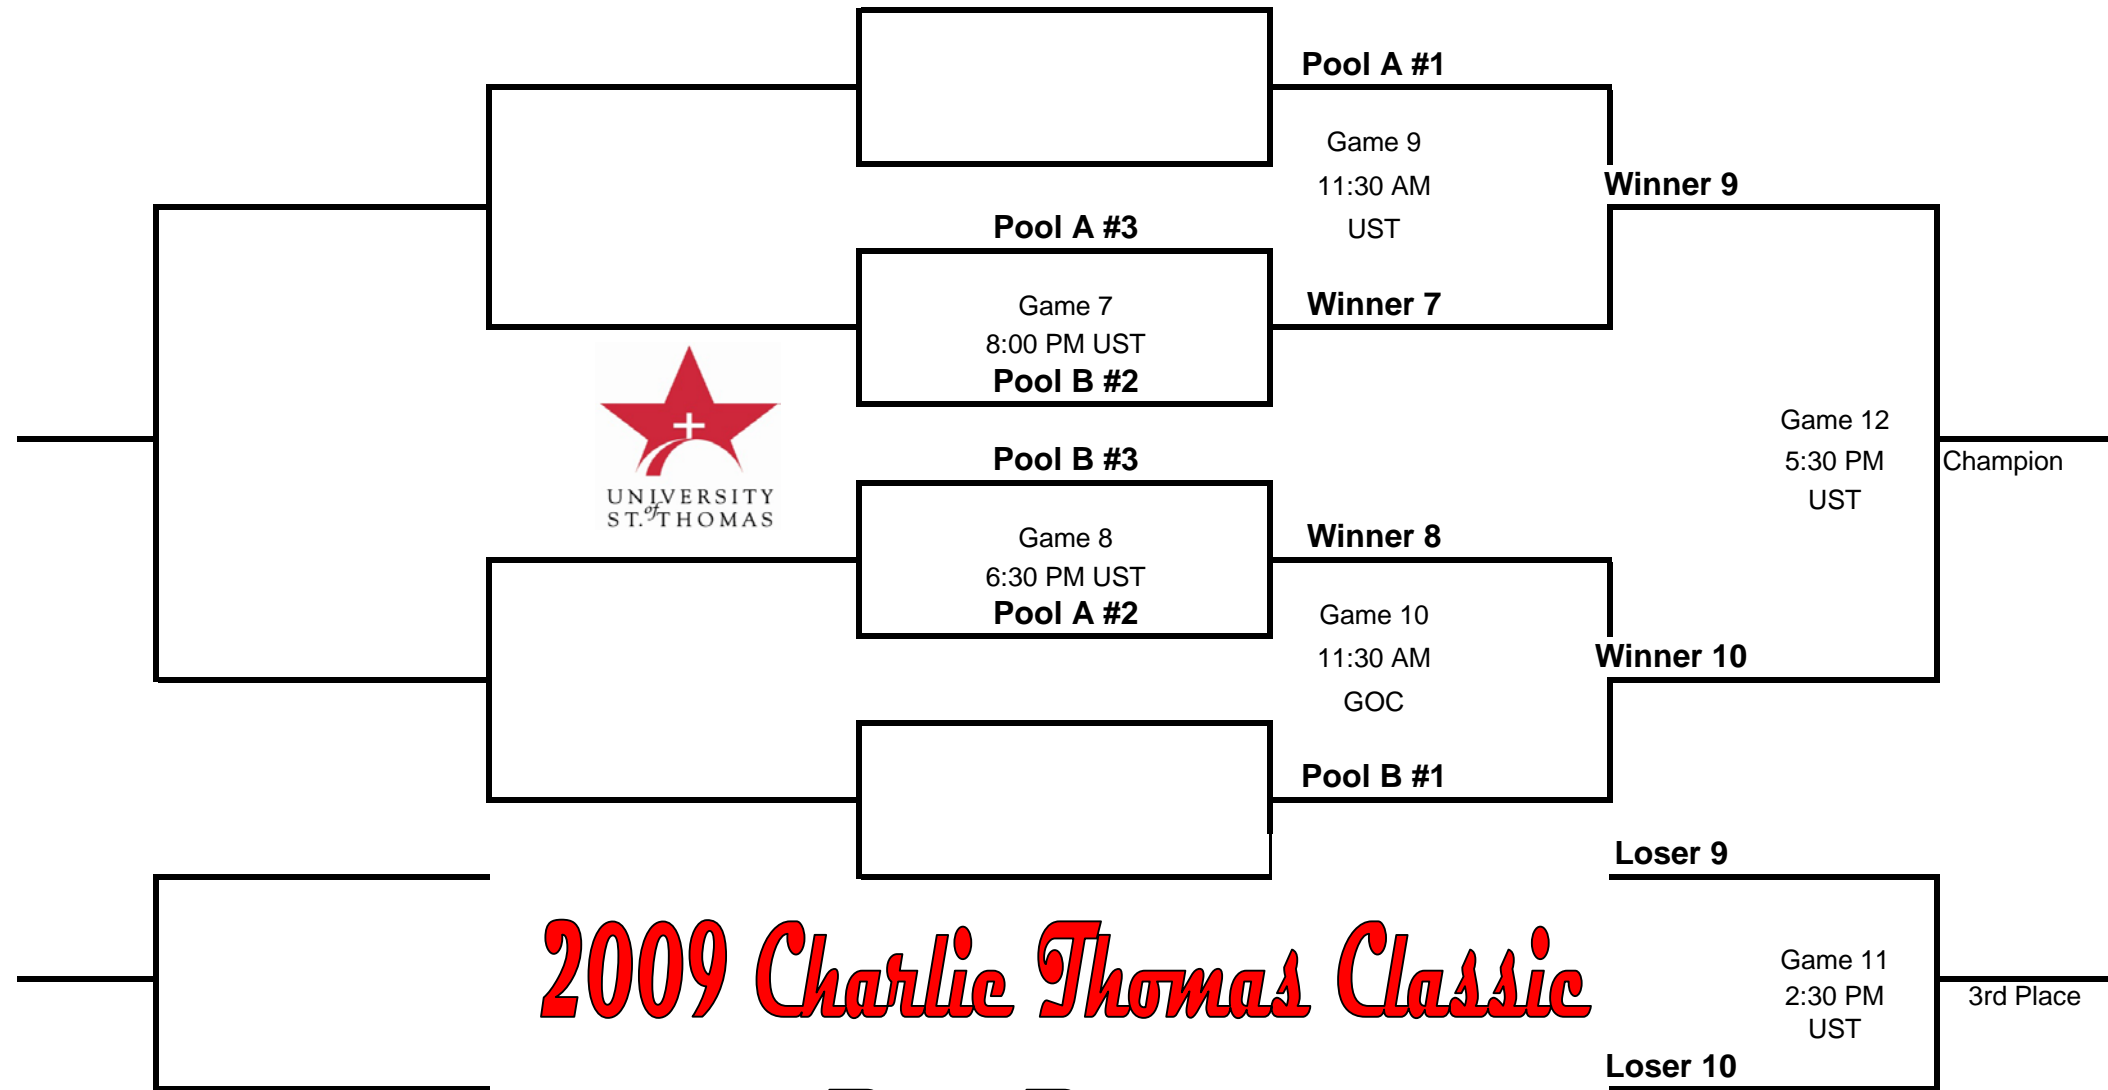 Pool A #1
Game 9
11:30 AM
UST
Winner 9
Pool A #3
Game 7
8:00 PM UST
Pool B #2
Winner 7
UNIVERSITY
of
ST. THOMAS
Pool B #3
Game 8
6:30 PM UST
Pool A #2
Winner 8
Game 10
11:30 AM
GOC
Winner 10
Pool B #1
Game 12
5:30 PM
UST
Champion
Loser 9
2009 Charlie Thomas Classic
Game 11
2:30 PM
UST
3rd Place
Loser 10